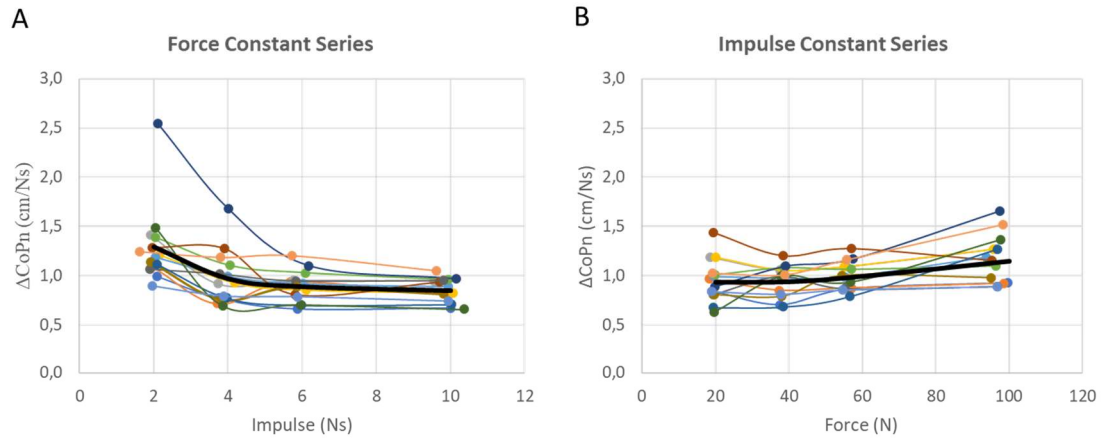 A
Force Constant Series
3,0
2,5
2,0
1,5
1,0
0,5
0,0
ΔCoPn (cm/Ns)
0 2 4 6 8 10 12
Impulse (Ns)
B
Impulse Constant Series
3,0
2,5
2,0
1,5
1,0
0,5
0,0
ΔCoPn (cm/Ns)
0 20 40 60 80 100 120
Force (N)